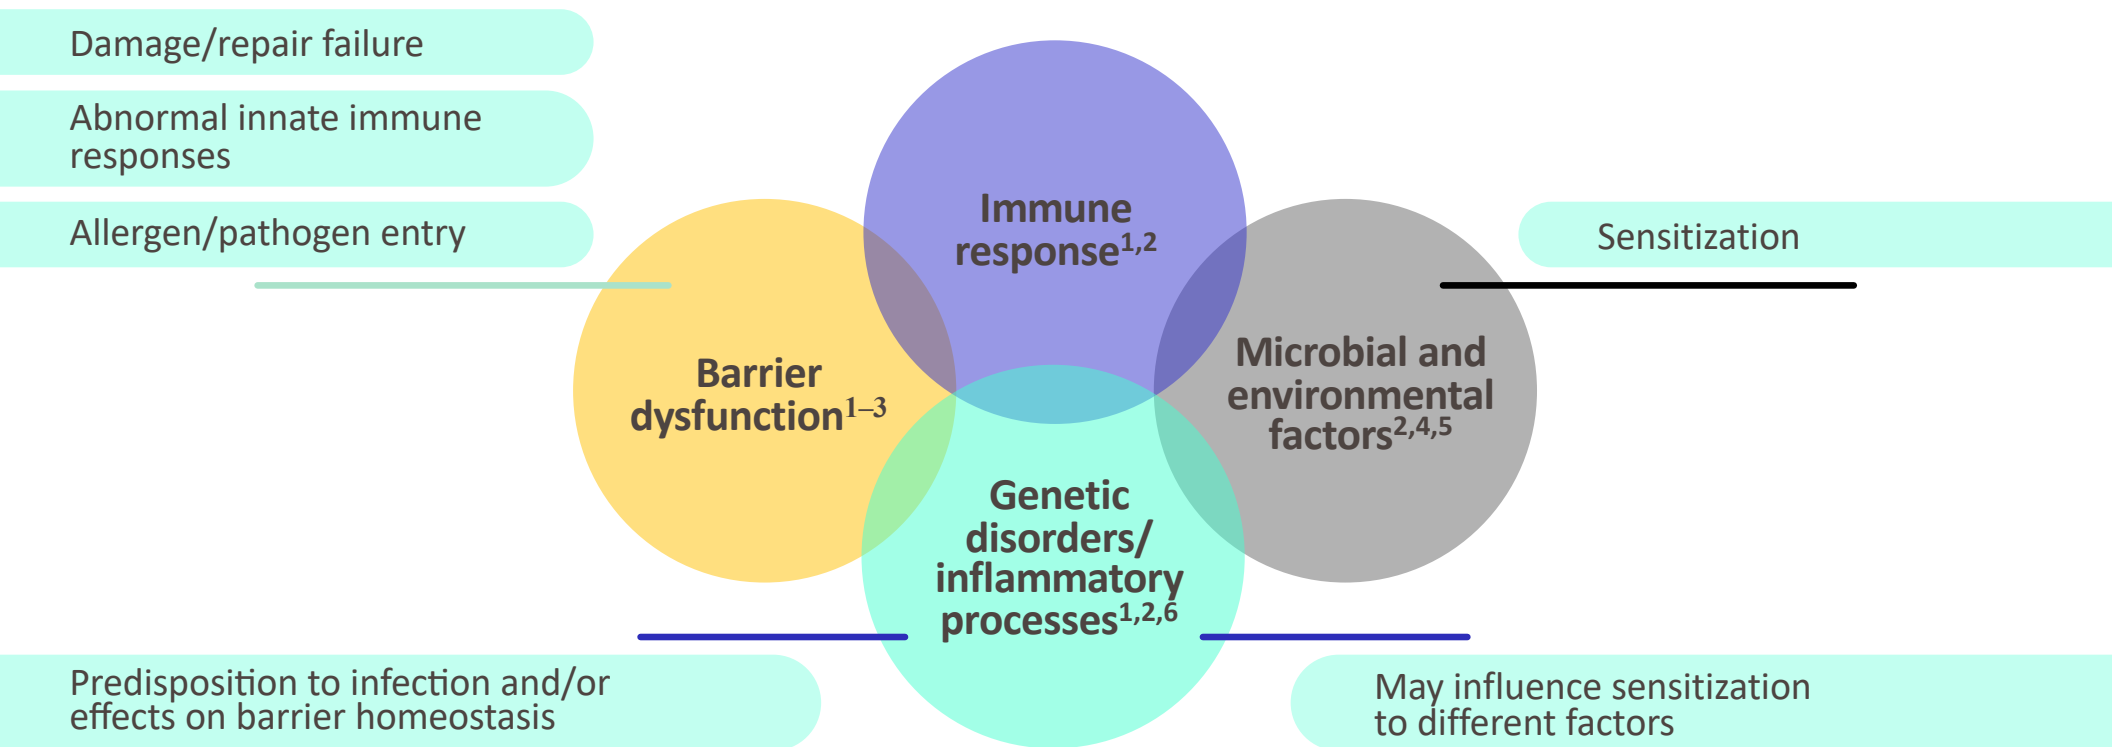 Damage/repair failure
Abnormal innate immune
responses
Allergen/pathogen entry
Immune
response1,2
Sensitization
Barrier
dysfunction1–3
Microbial and
environmental
factors2,4,5
Genetic
disorders/
inflammatory
processes1,2,6
Predisposition to infection and/or
effects on barrier homeostasis
May influence sensitization
to different factors